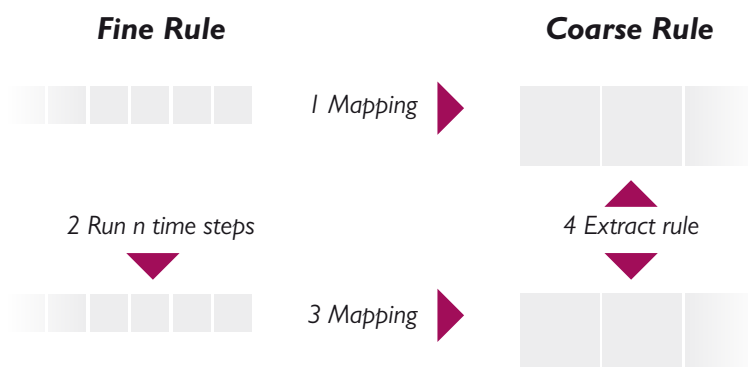 Fine Rule
Coarse Rule
1 Mapping
2 Run n time steps
4 Extract rule
3 Mapping